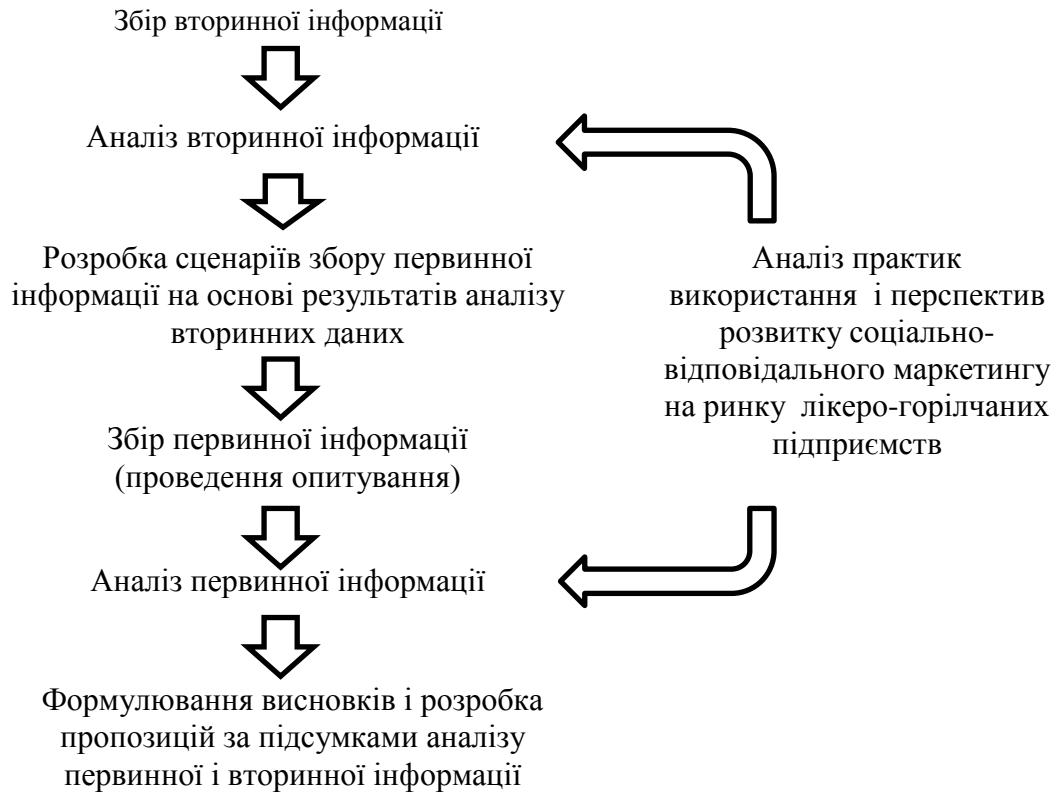 Збір вторинної інформації
Аналіз вторинної інформації
Розробка сценаріїв збору первинної
інформації на основі результатів аналізу
вторинних даних
Збір первинної інформації
(проведення опитування)
Аналіз первинної інформації
Формулювання висновків і розробка
пропозицій за підсумками аналізу
первинної і вторинної інформації
Аналіз практик
використання і перспектив
розвитку соціально-
відповідального маркетингу
на ринку лікеро-горілчаних
підприємств